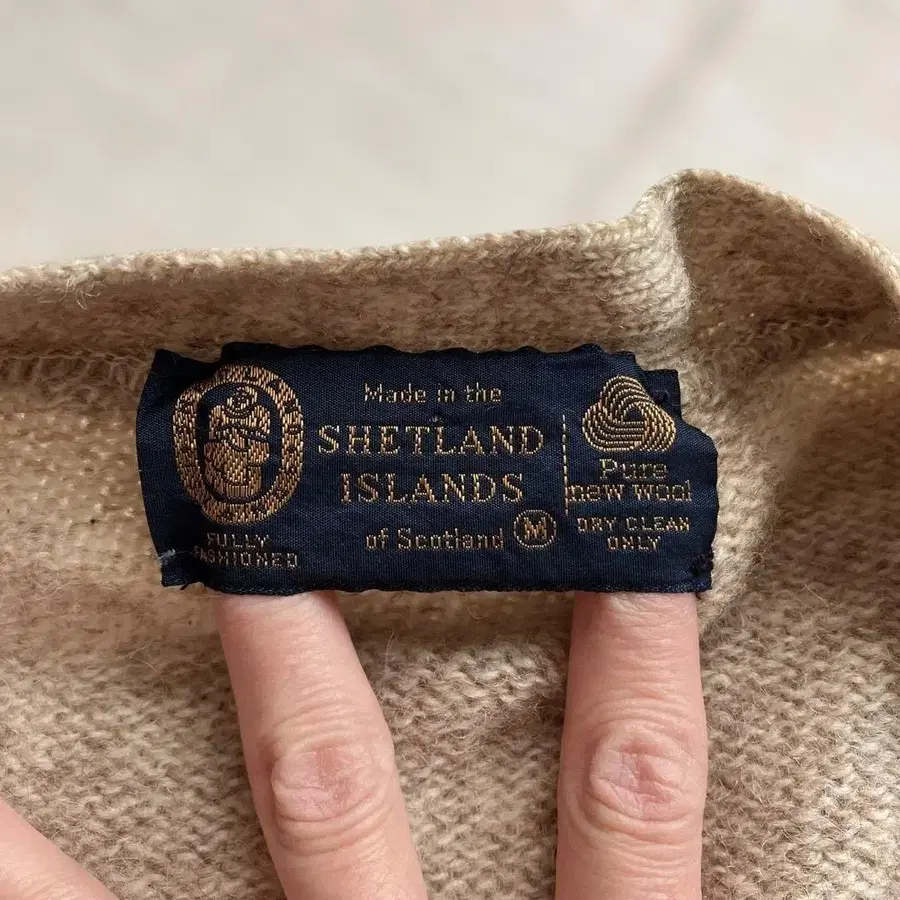 Made in the
SHETLAND
ISLANDS
of Scotland M
FULLY
FASHIONED
Pure
new wool
DRY CLEAN
ONLY